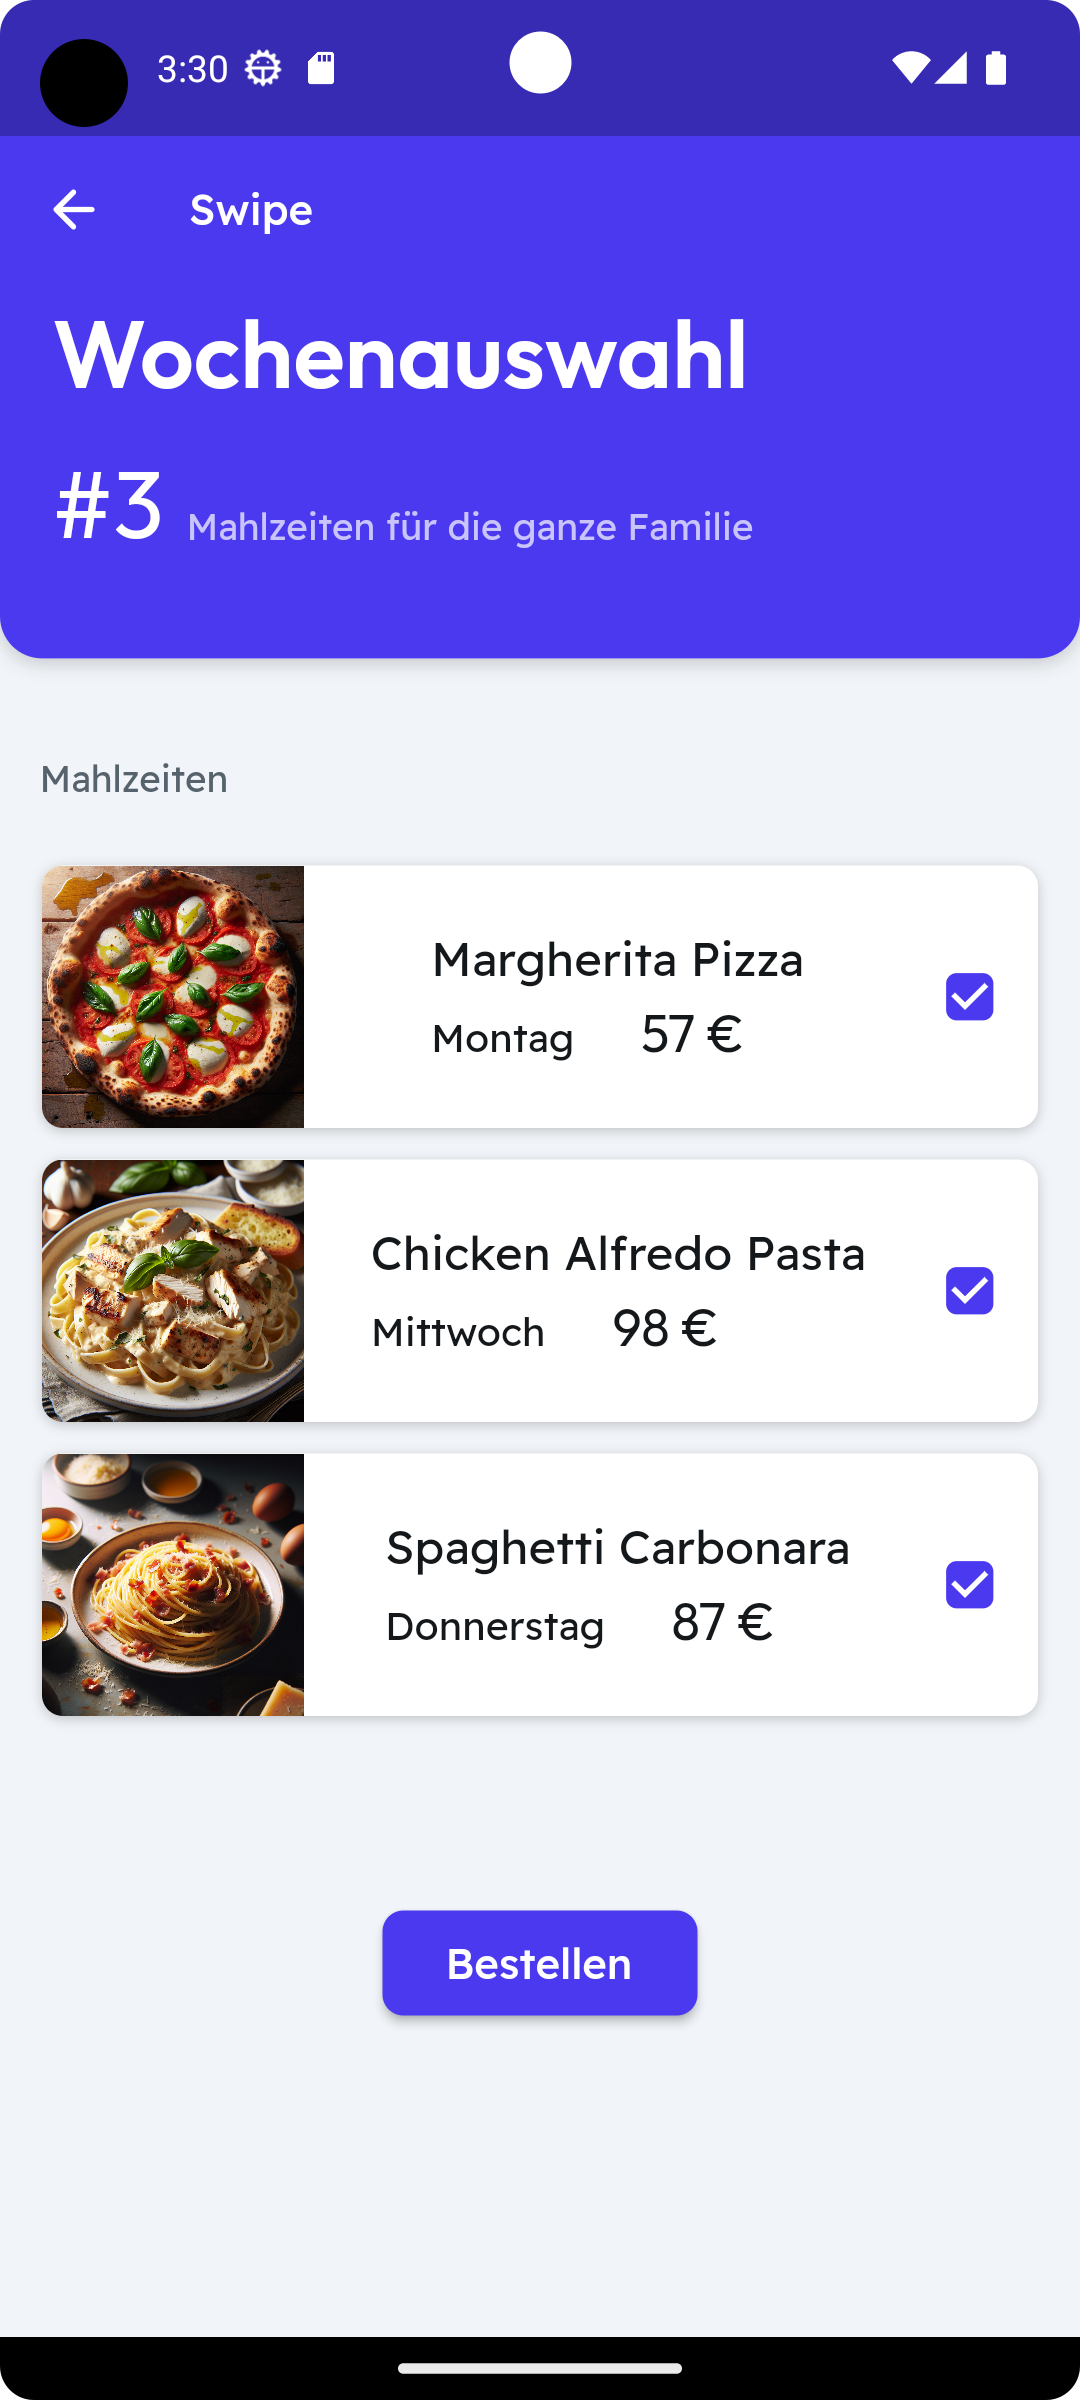 3:30
Swipe
Wochenauswahl
#3 Mahlzeiten für die ganze Familie
Mahlzeiten
Margherita Pizza
Montag 57 €
Chicken Alfredo Pasta
Mittwoch 98 €
Spaghetti Carbonara
Donnerstag 87 €
Bestellen